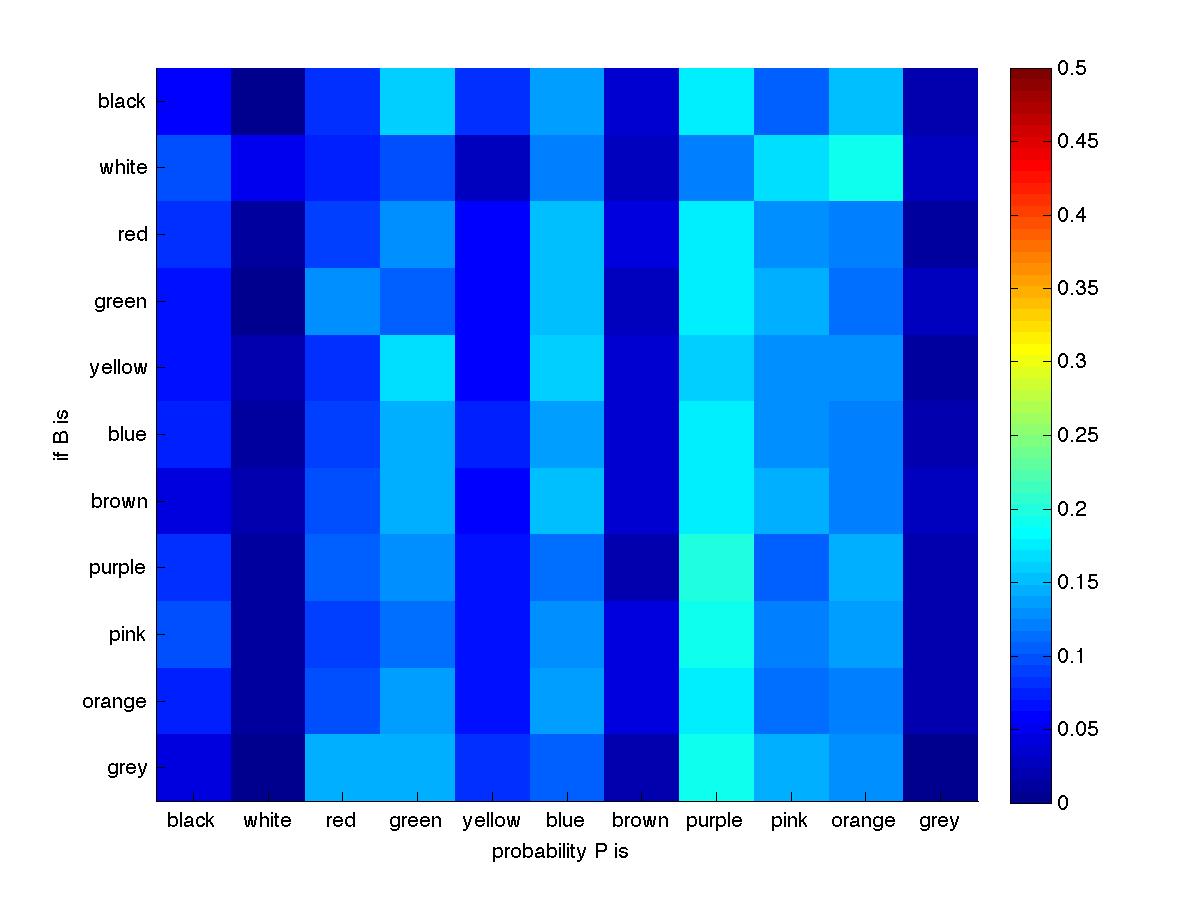 black
white
red
green
yellow
blue
brown
purple
pink
orange
grey
if B is
black white red green yellow blue brown purple pink orange grey
probability P is
0.5
0.45
0.4
0.35
0.3
0.25
0.2
0.15
0.1
0.05
0